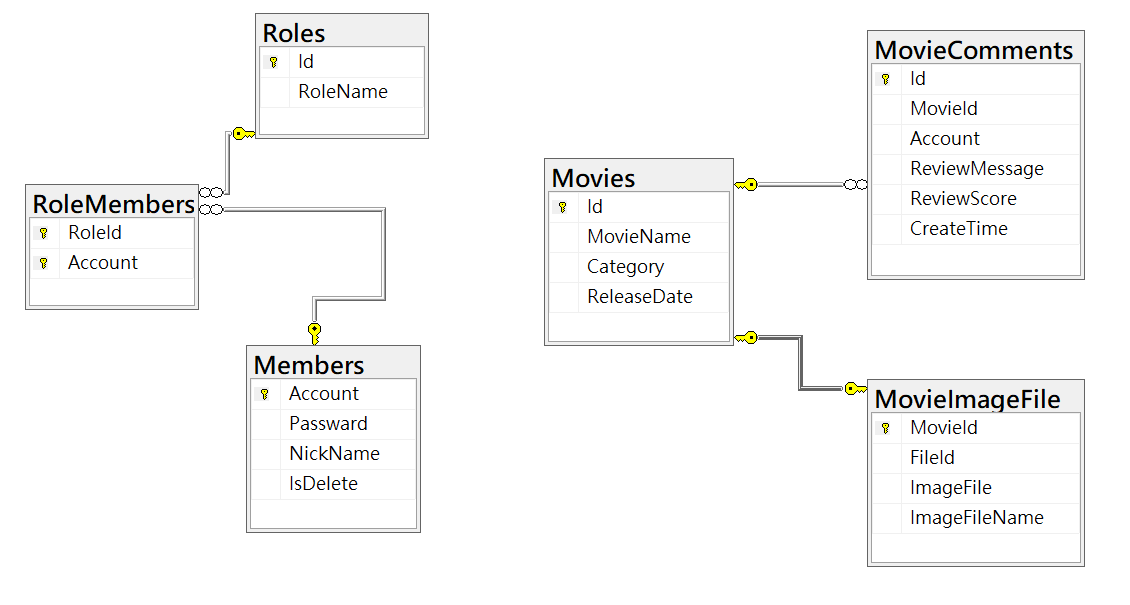 Roles
Id
RoleName
RoleMembers
RoleId
Account
Members
Account
Passward
NickName
IsDelete
Movies
Id
MovieName
Category
ReleaseDate
MovieComments
Id
MovieId
Account
ReviewMessage
ReviewScore
CreateTime
MovieImageFile
MovieId
FileId
ImageFile
ImageFileName